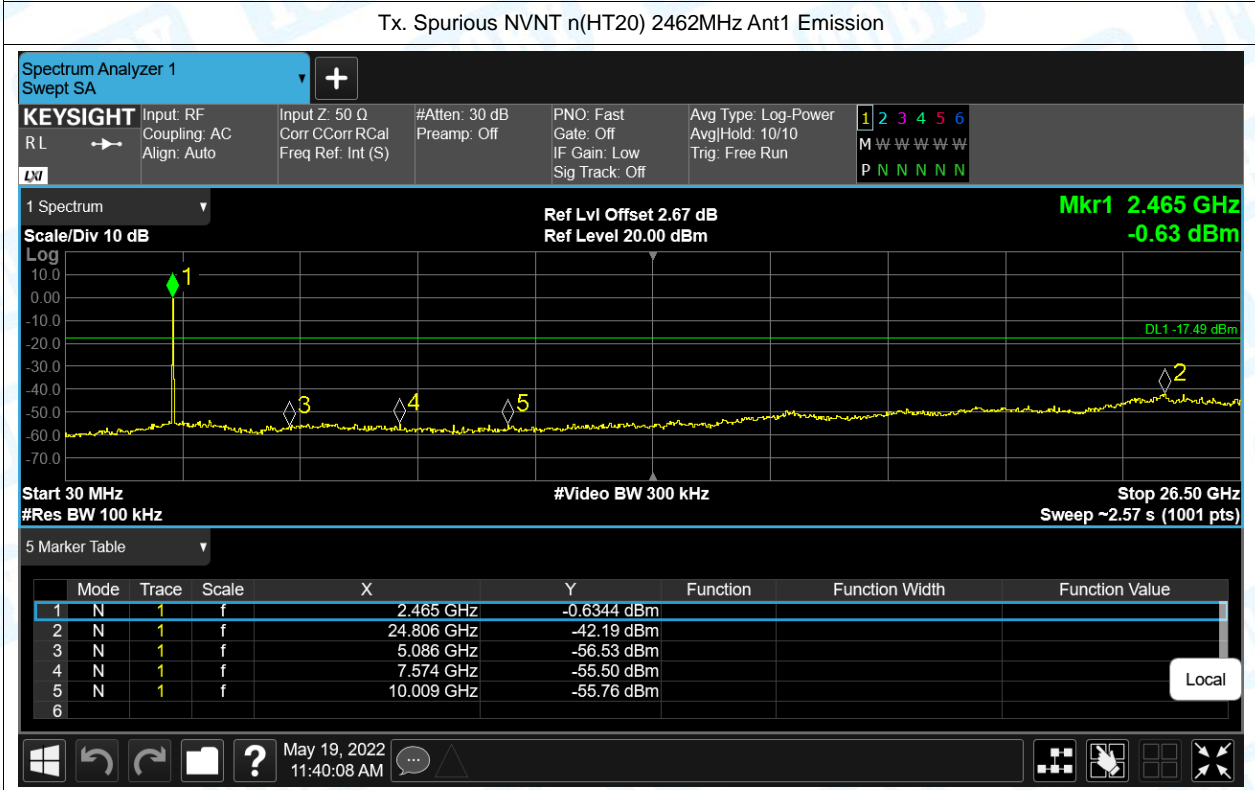 Tx. Spurious NVNT n(HT20) 2462MHz Ant1 Emission
Spectrum Analyzer 1
Swept SA
KEYSIGHT
R L
LXI
Input: RF
Coupling: AC
Align: Auto
Input Z: 50 Ω
Corr CCorr RCal
Freq Ref: Int (S)
#Atten: 30 dB
Preamp: Off
PNO: Fast
Gate: Off
IF Gain: Low
Sig Track: Off
Avg Type: Log-Power
Avg|Hold: 10/10
Trig: Free Run
1 2 3 4 5 6
M W W W W W
P N N N N N
1 Spectrum
Scale/Div 10 dB
Ref Lvl Offset 2.67 dB
Ref Level 20.00 dBm
Mkr1 2.465 GHz
-0.63 dBm
Log
10.0
0.00
-10.0
-20.0
-30.0
-40.0
-50.0
-60.0
-70.0
1
DL1 -17.49 dBm
2
3
4
5
Start 30 MHz
#Video BW 300 kHz
Stop 26.50 GHz
#Res BW 100 kHz
Sweep ~2.57 s (1001 pts)
5 Marker Table
Mode Trace Scale X Y Function Function Width Function Value
1 N 1 f 2.465 GHz -0.6344 dBm
2 N 1 f 24.806 GHz -42.19 dBm
3 N 1 f 5.086 GHz -56.53 dBm
4 N 1 f 7.574 GHz -55.50 dBm
5 N 1 f 10.009 GHz -55.76 dBm
6
Local
May 19, 2022
11:40:08 AM